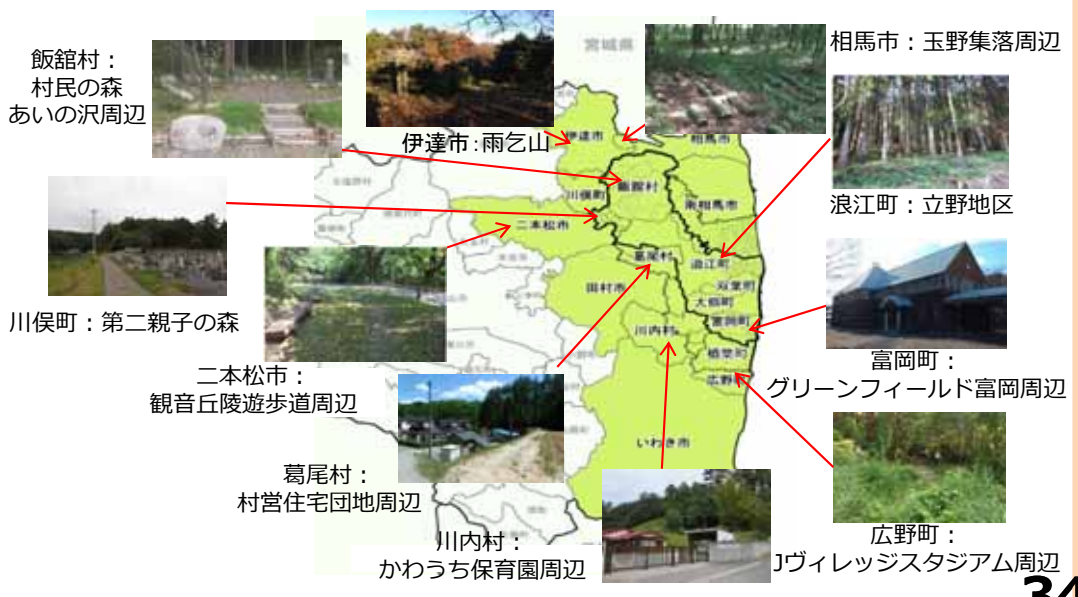 飯舘村：
村民の森
あいの沢周辺
宮城県
相馬市：玉野集落周辺
伊達市
伊達市：雨乞山
相馬市
川俣町
飯舘村
南相馬市
浪江町：立野地区
二本松市
葛尾村
浪江町
双葉町
田村市
大熊町
富岡町
川内村
川俣町：第二親子の森
楢葉町
富岡町：
グリーンフィールド富岡周辺
広野町
二本松市：
観音丘陵遊歩道周辺
いわき市
葛尾村：
村営住宅団地周辺
広野町：
Jヴィレッジスタジアム周辺
川内村：
かわうち保育園周辺
34